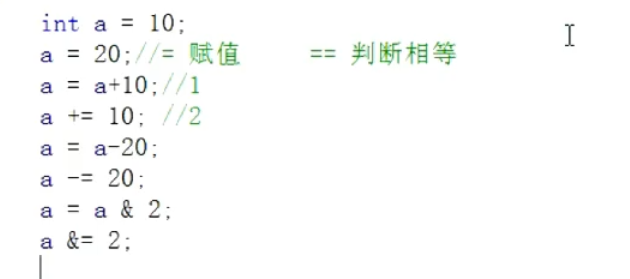 int a = 10;
a = 20;//= 赋值 == 判断相等
a = a+10;//1
a += 10; //2
a = a-20;
a -= 20;
a = a & 2;
a &= 2;